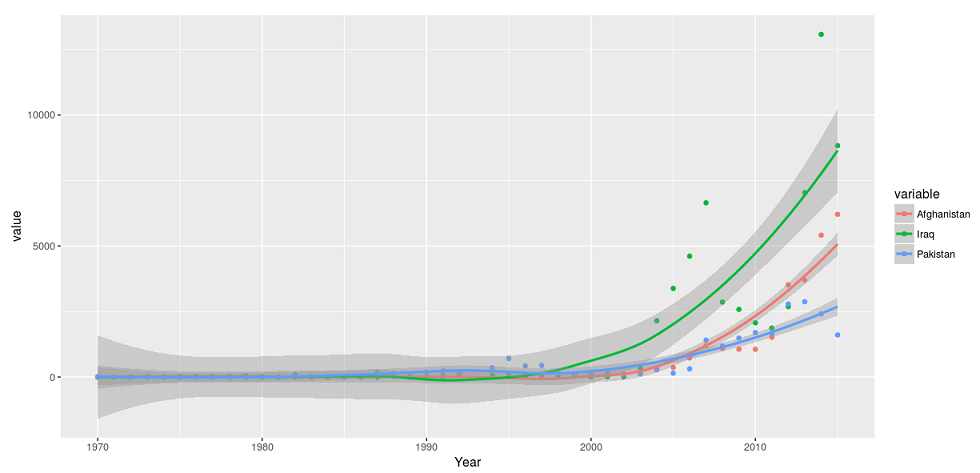 value
10000
5000
0
1970 1980 1990 2000 2010
Year
variable
Afghanistan
Iraq
Pakistan